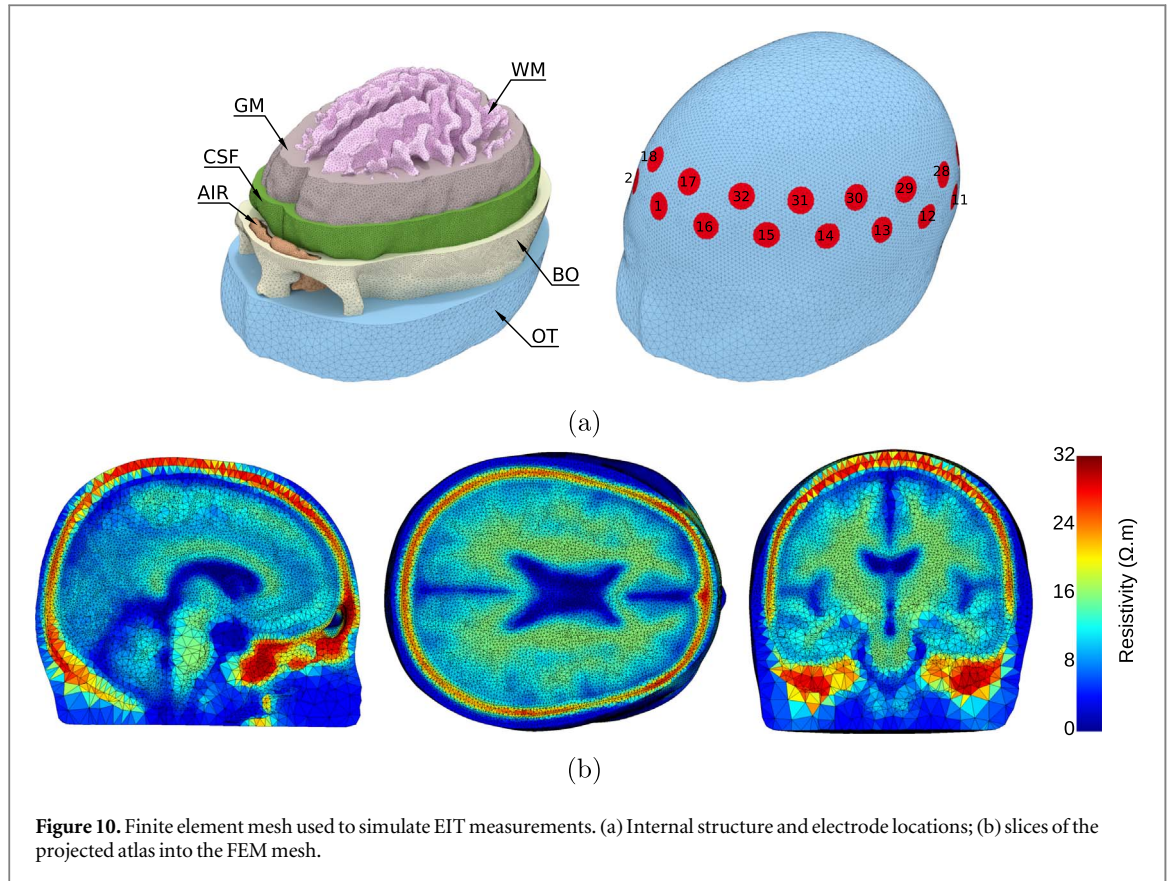 WM
GM
CSF
AIR
BO
OT
18
2
17
1
32
31
30
29
28
11
16
15
14
13
12
(a)
32
24
16
8
0
Resistivity (Ω.m)
(b)
Figure 10. Finite element mesh used to simulate EIT measurements. (a) Internal structure and electrode locations; (b) slices of the
projected atlas into the FEM mesh.